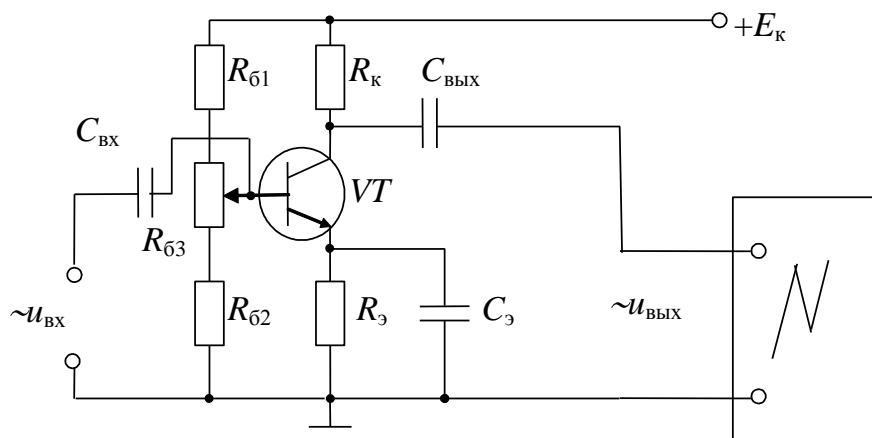 +Eк
Rб1
Rк
Cвых
Cвх
VT
Rб3
~uвх
Rб2
Rэ
Cэ
~uвых